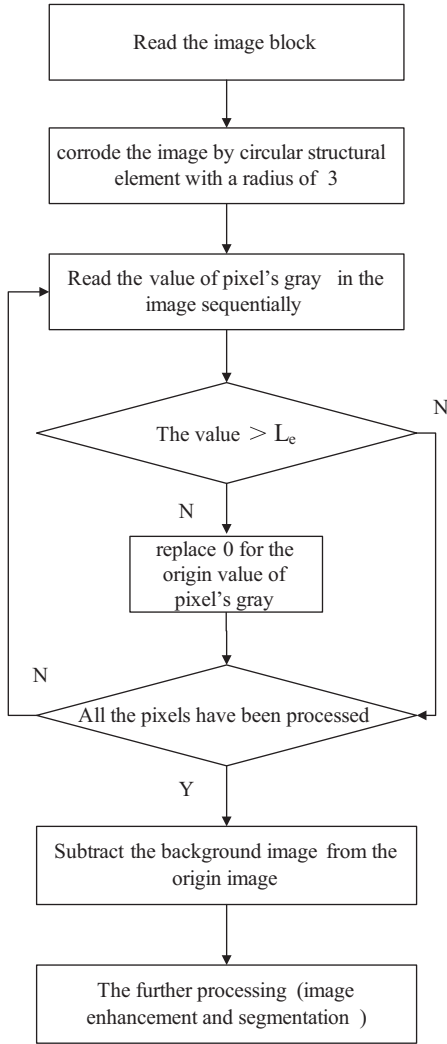 Read the image block
corrode the image by circular structural
element with a radius of 3
Read the value of pixel's gray in the
image sequentially
The value > Le
N
N
replace 0 for the
origin value of
pixel's gray
N
All the pixels have been processed
Y
Subtract the background image from the
origin image
The further processing (image
enhancement and segmentation )